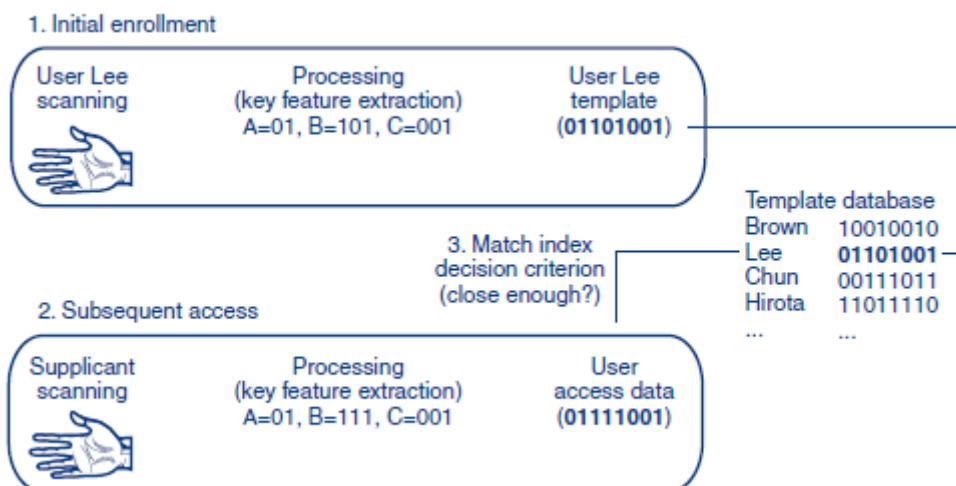 1. Initial enrollment
User Lee
scanning
Processing
(key feature extraction)
A=01, B=101, C=001
User Lee
template
(01101001)
Template database
Brown 10010010
Lee 01101001
Chun 00111011
Hirota 11011110
... ...
3. Match index
decision criterion
(close enough?)
2. Subsequent access
Supplicant
scanning
Processing
(key feature extraction)
A=01, B=111, C=001
User
access data
(01111001)